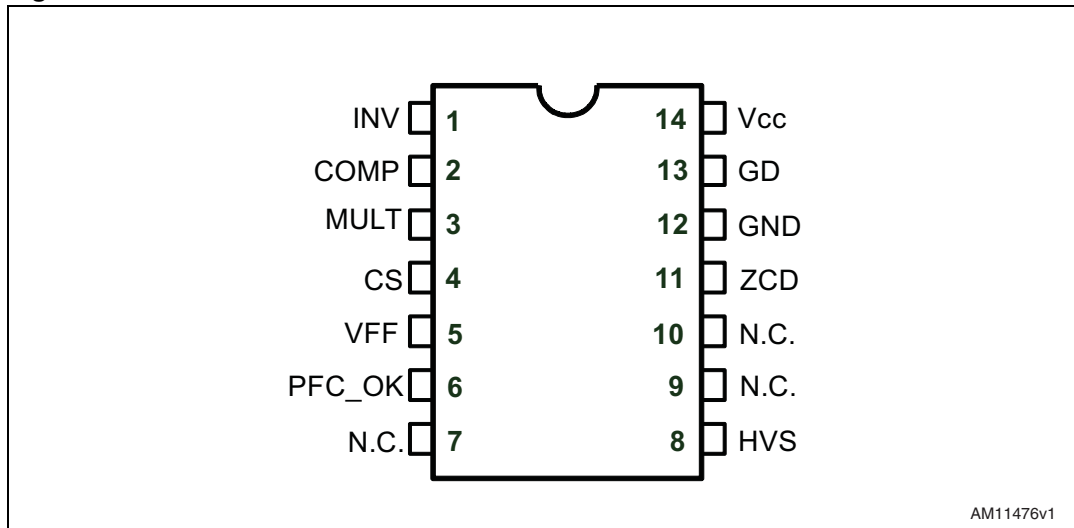 INV 1 14 Vcc
COMP 2 13 GD
MULT 3 12 GND
CS 4 11 ZCD
VFF 5 10 N.C.
PFC_OK 6 9 N.C.
N.C. 7 8 HVS
AM11476v1